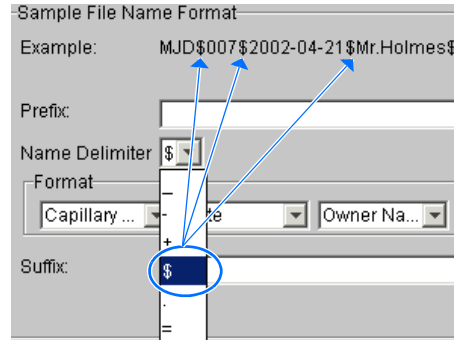 Sample File Name Format
Example: MJD$007$2002-04-21$Mr.Holmes$
Prefix:
Name Delimiter $
Format
_
Capillary ... - te Owner Na...
+
Suffix: $
.
=